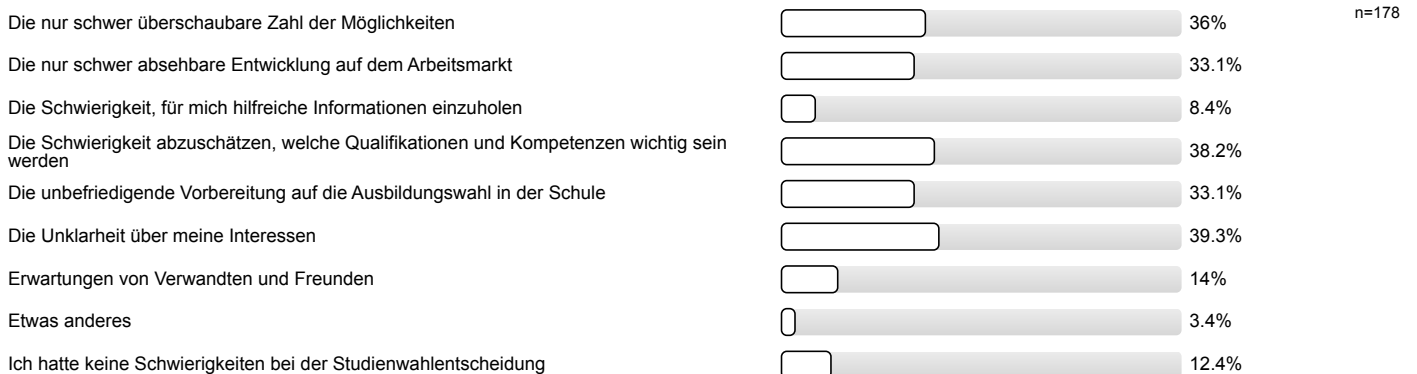 Die nur schwer überschaubare Zahl der Möglichkeiten 36% n=178
Die nur schwer absehbare Entwicklung auf dem Arbeitsmarkt 33.1%
Die Schwierigkeit, für mich hilfreiche Informationen einzuholen 8.4%
Die Schwierigkeit abzuschätzen, welche Qualifikationen und Kompetenzen wichtig sein
werden 38.2%
Die unbefriedigende Vorbereitung auf die Ausbildungswahl in der Schule 33.1%
Die Unklarheit über meine Interessen 39.3%
Erwartungen von Verwandten und Freunden 14%
Etwas anderes 3.4%
Ich hatte keine Schwierigkeiten bei der Studienwahlentscheidung 12.4%